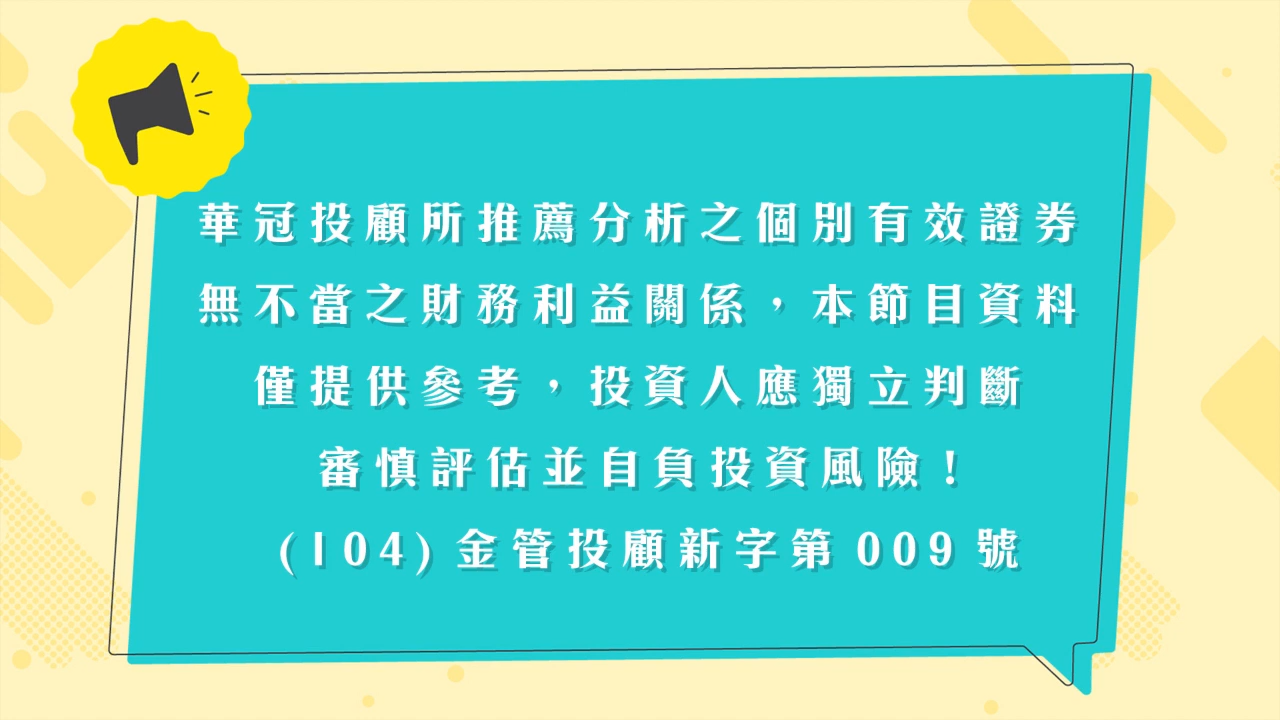 華冠投顧所推薦分析之個別有效證券
無不當之財務利益關係，本節目資料
僅提供參考，投資人應獨立判斷
審慎評估並自負投資風險！
(104) 金管投顧新字第 009 號